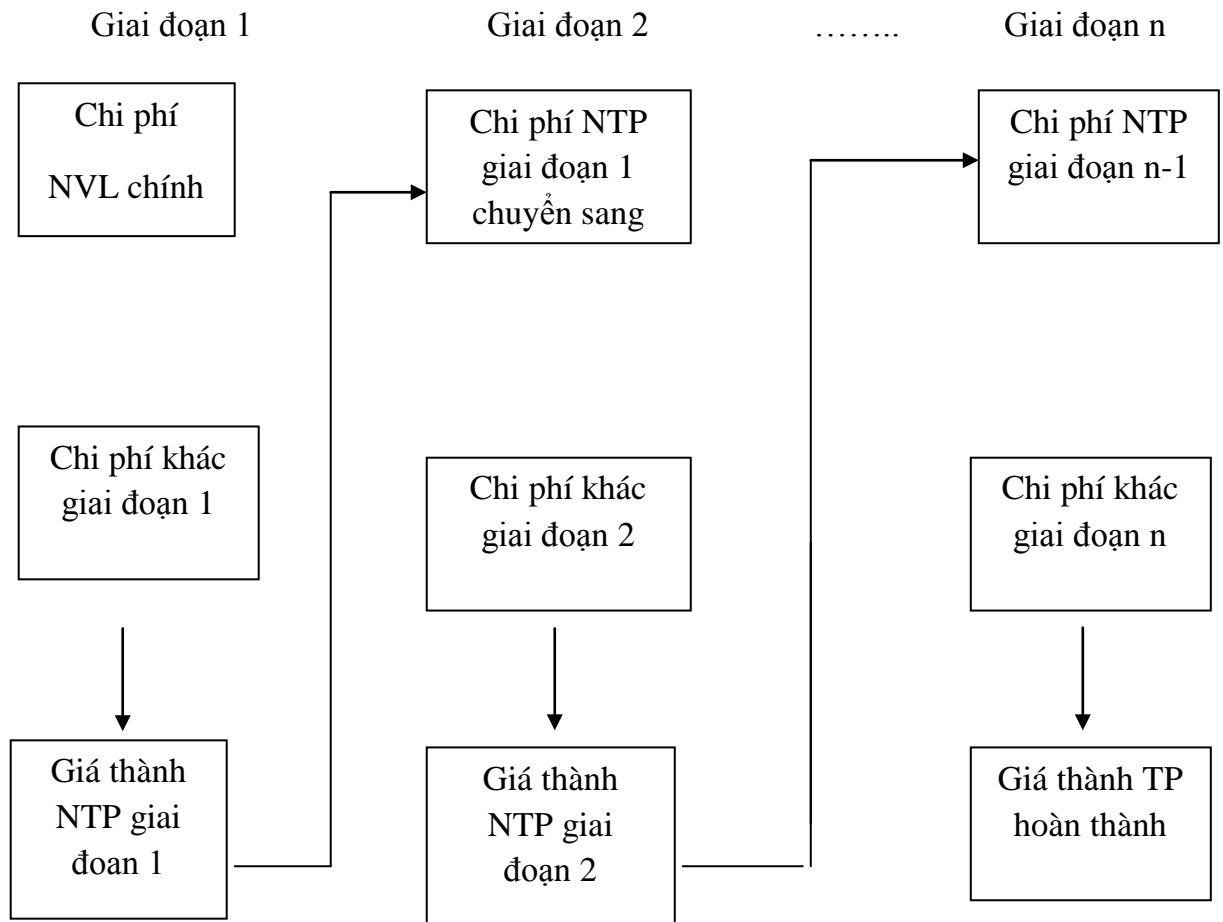 Giai đoạn 1
Giai đoạn 2
……..
Giai đoạn n
Chi phí
NVL chính
Chi phí NTP
giai đoạn 1
chuyển sang
Chi phí NTP
giai đoạn n-1
Chi phí khác
giai đoạn 1
Chi phí khác
giai đoạn 2
Chi phí khác
giai đoạn n
Giá thành
NTP giai
đoan 1
Giá thành
NTP giai
đoạn 2
Giá thành TP
hoàn thành